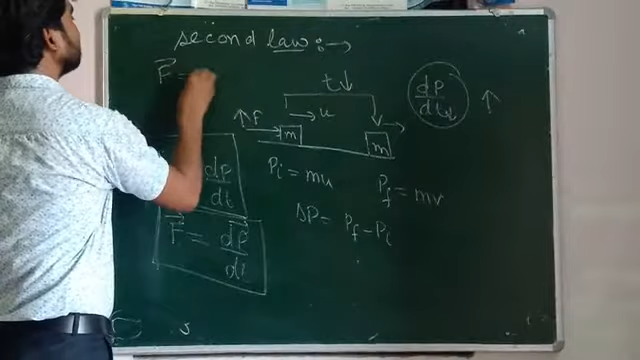 second law :→
F⃗ =
t↓
dP/dt ↑
↑F
→ u
m
m
Pi = mu
Pf = mv
ΔP = Pf - Pi
dP/dt
F⃗ = dP⃗/dt